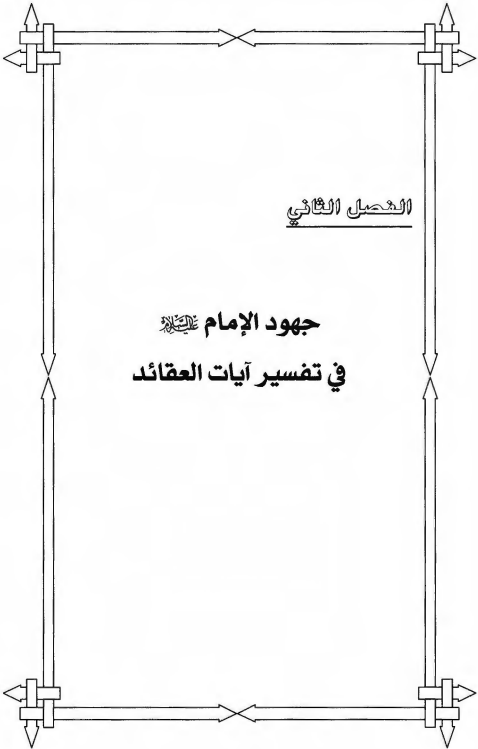 الفصل الثاني
جهود الإمام عليه السلام
في تفسير آيات العقائد